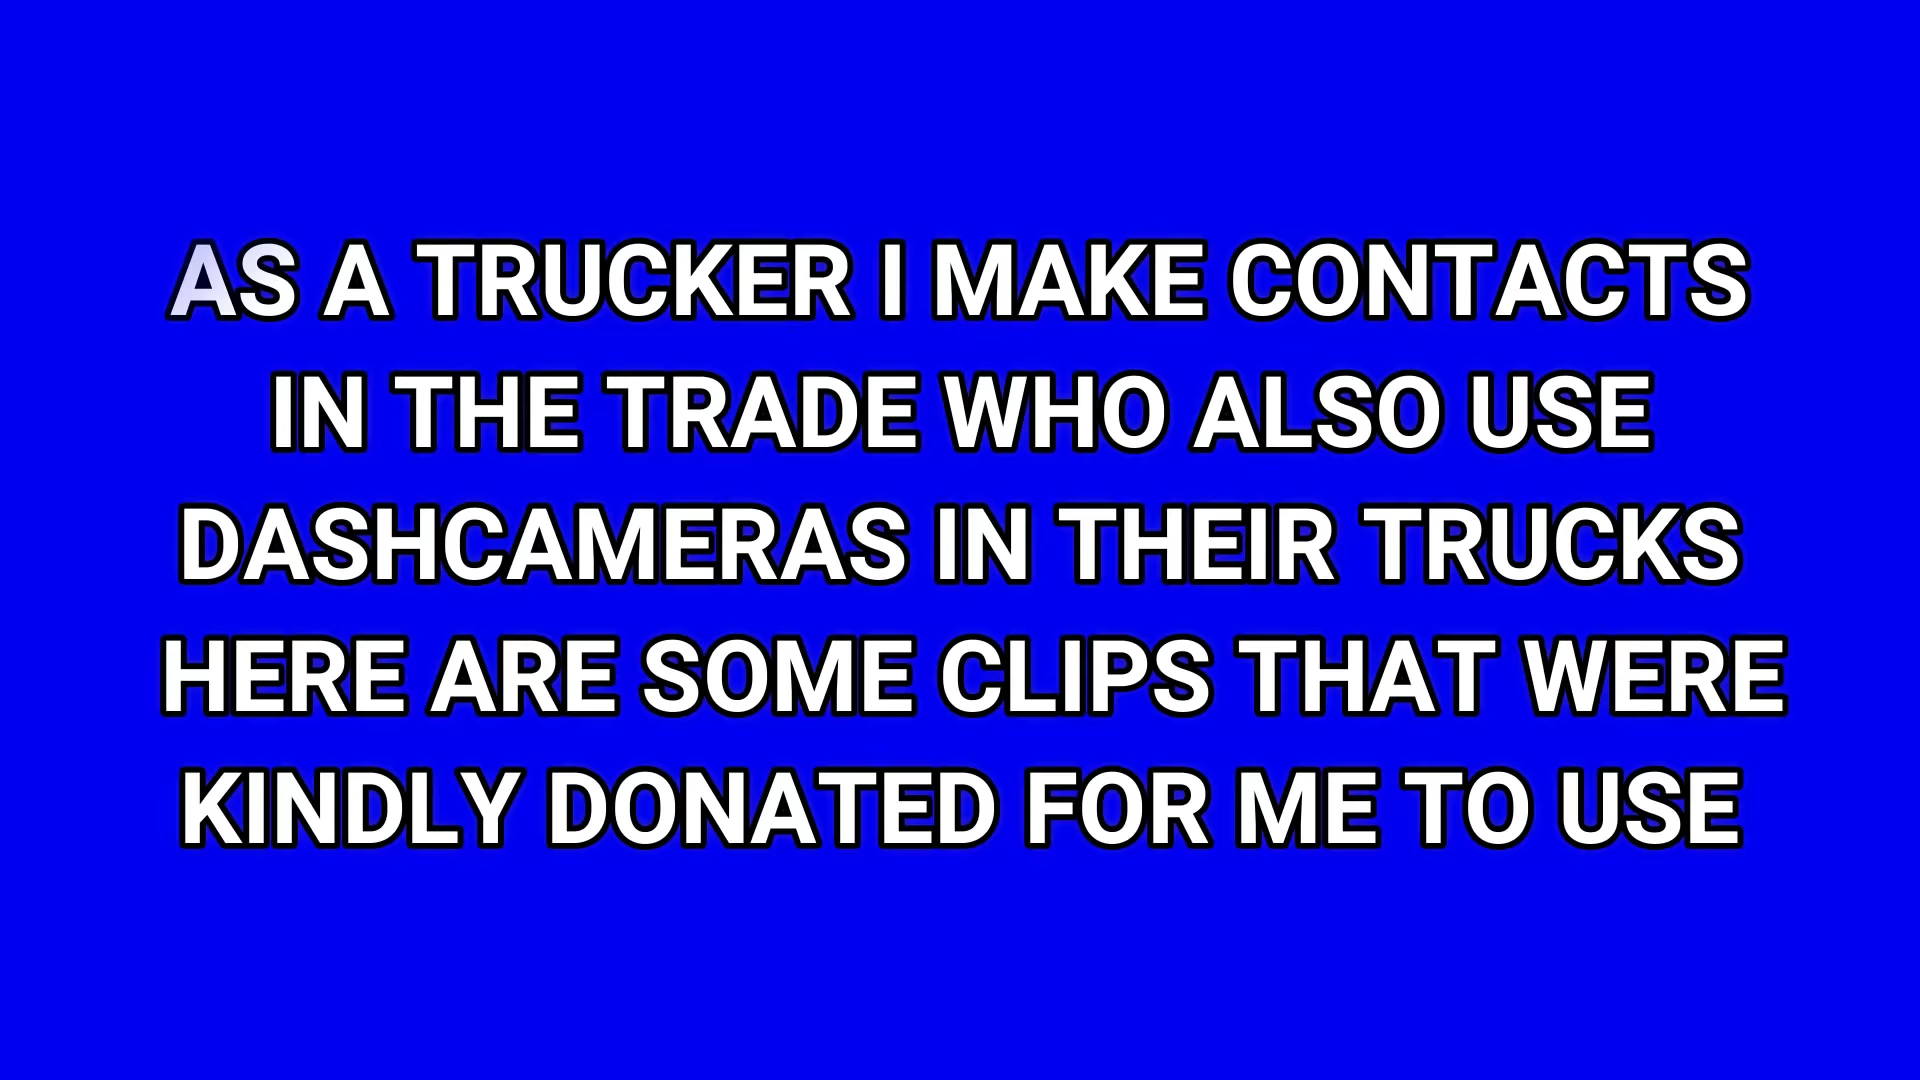 AS A TRUCKER I MAKE CONTACTS
IN THE TRADE WHO ALSO USE
DASHCAMERAS IN THEIR TRUCKS
HERE ARE SOME CLIPS THAT WERE
KINDLY DONATED FOR ME TO USE